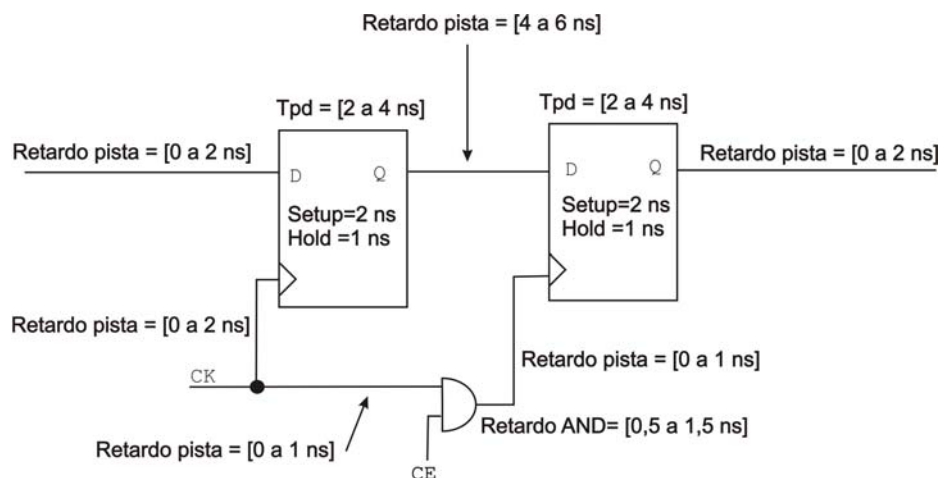 Retardo pista = [4 a 6 ns]
Tpd = [2 a 4 ns]
Tpd = [2 a 4 ns]
Retardo pista = [0 a 2 ns]
Retardo pista = [0 a 2 ns]
D Q
D Q
Setup=2 ns
Hold =1 ns
Setup=2 ns
Hold =1 ns
Retardo pista = [0 a 2 ns]
Retardo pista = [0 a 1 ns]
CK
Retardo AND= [0,5 a 1,5 ns]
Retardo pista = [0 a 1 ns]
CE